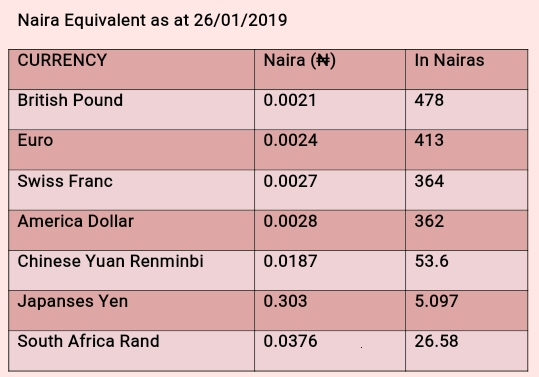 Naira Equivalent as at 26/01/2019
CURRENCY Naira (₦) In Nairas
British Pound 0.0021 478
Euro 0.0024 413
Swiss Franc 0.0027 364
America Dollar 0.0028 362
Chinese Yuan Renminbi 0.0187 53.6
Japanses Yen 0.303 5.097
South Africa Rand 0.0376 26.58